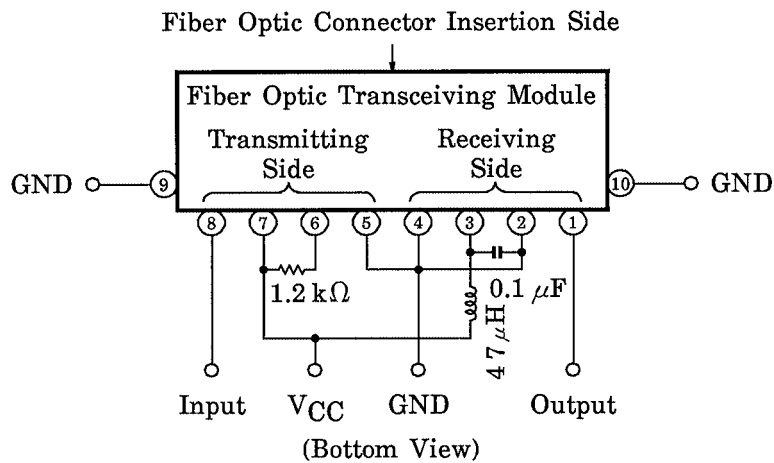 Fiber Optic Connector Insertion Side
Fiber Optic Transceiving Module
Transmitting Side
Receiving Side
GND
9
10
GND
8
7
6
5
4
3
2
1
1.2 kΩ
0.1 μF
47 μH
Input
VCC
GND
Output
(Bottom View)